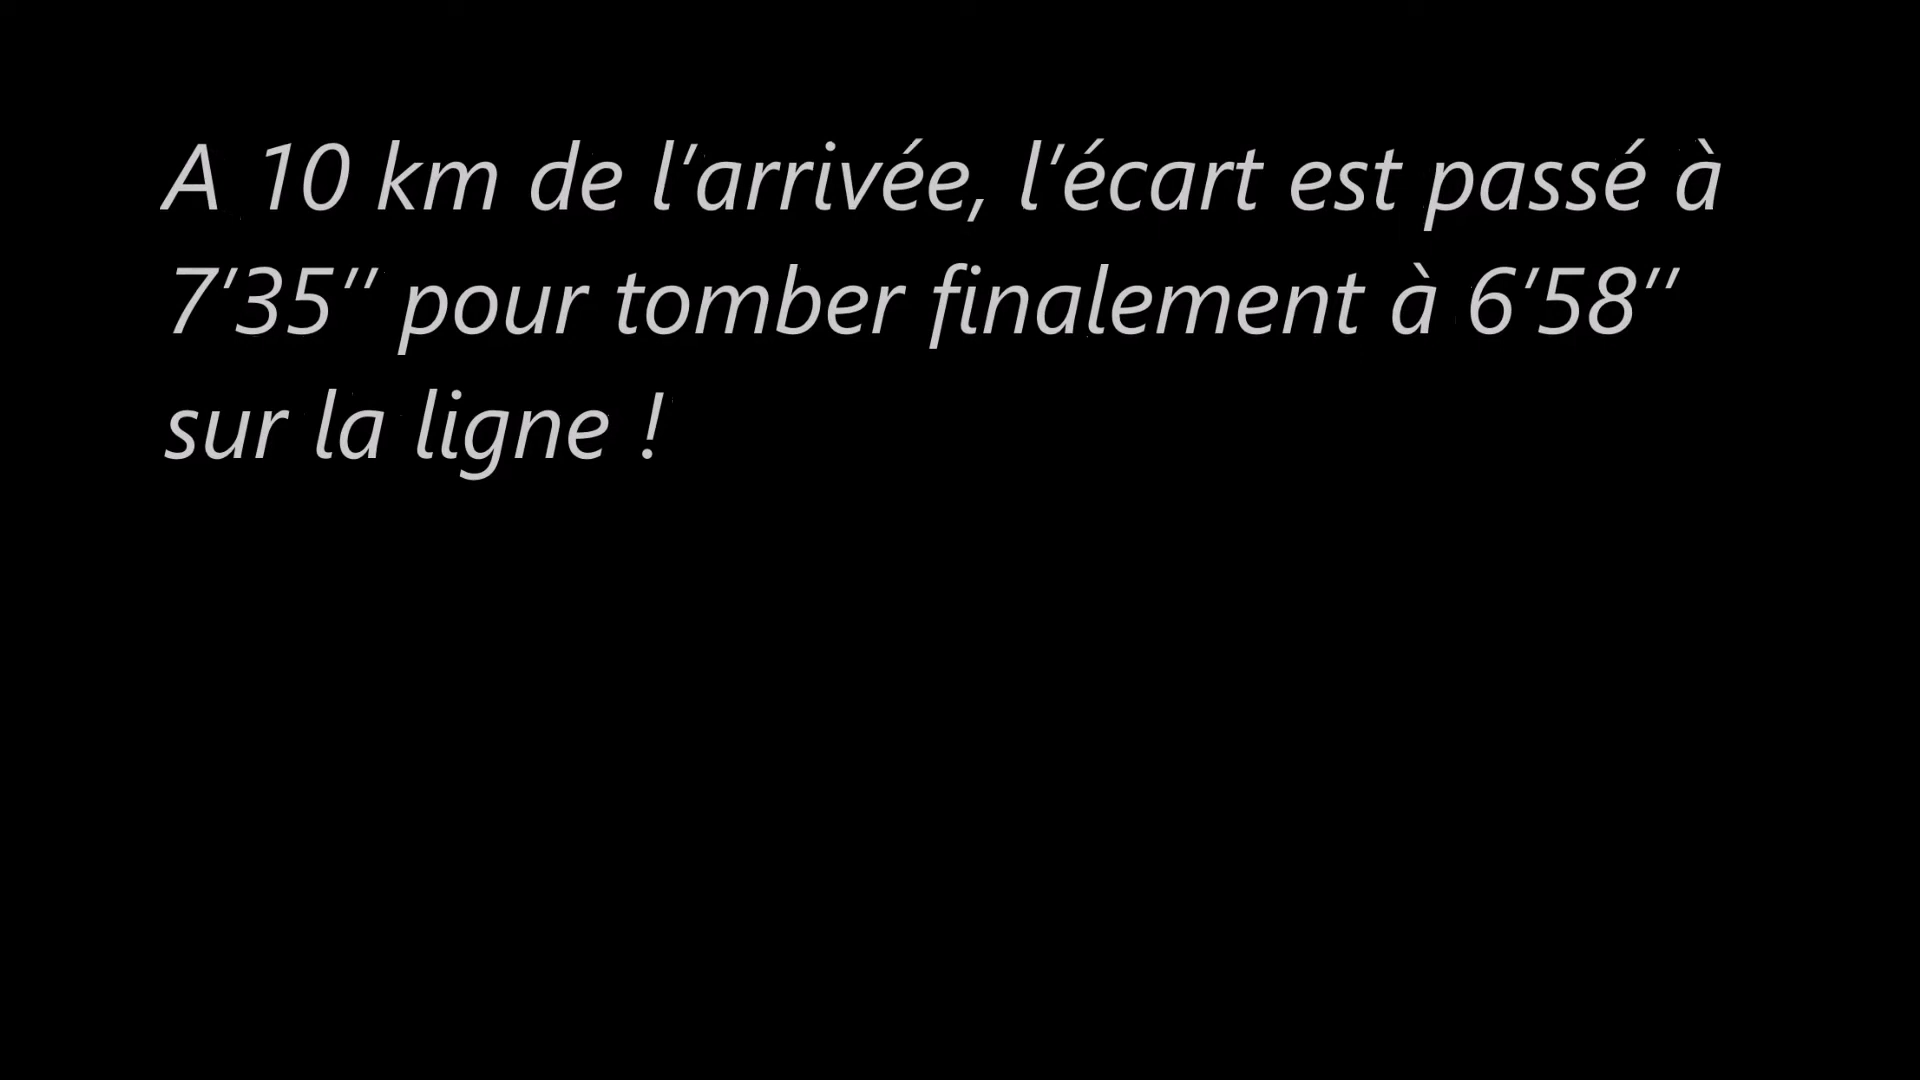 A 10 km de l’arrivée, l’écart est passé à
7’35’’ pour tomber finalement à 6’58’’
sur la ligne !